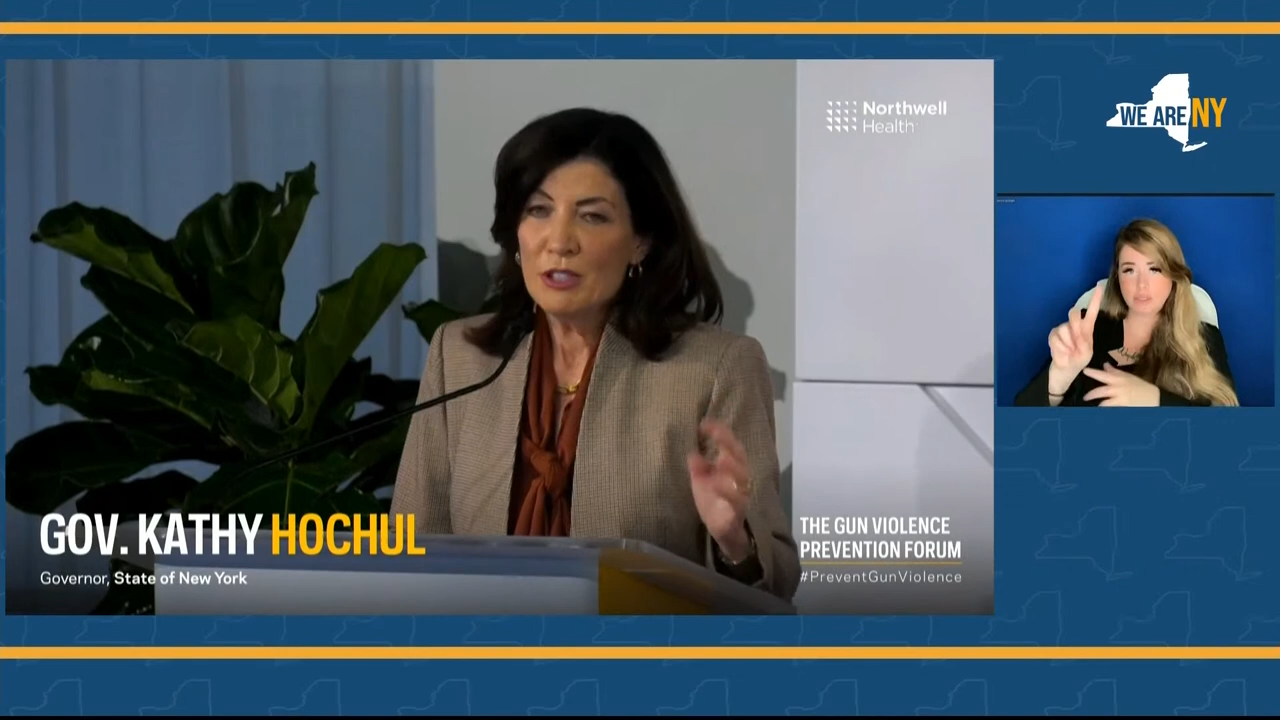 Northwell
Health
WE ARE NY
GOV. KATHY HOCHUL
Governor, State of New York
THE GUN VIOLENCE
PREVENTION FORUM
#PreventGunViolence